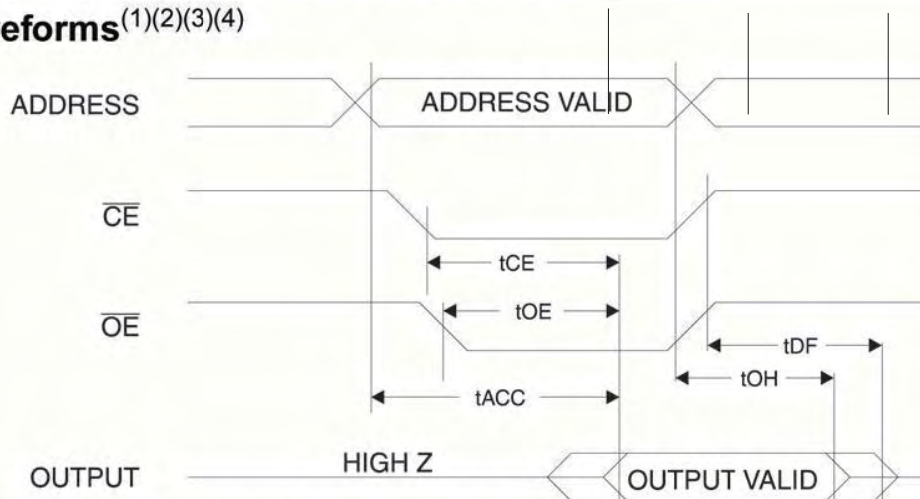 eforms(1)(2)(3)(4)
ADDRESS
ADDRESS VALID
CE
tCE
OE
tOE
tDF
tOH
tACC
OUTPUT
HIGH Z
OUTPUT VALID